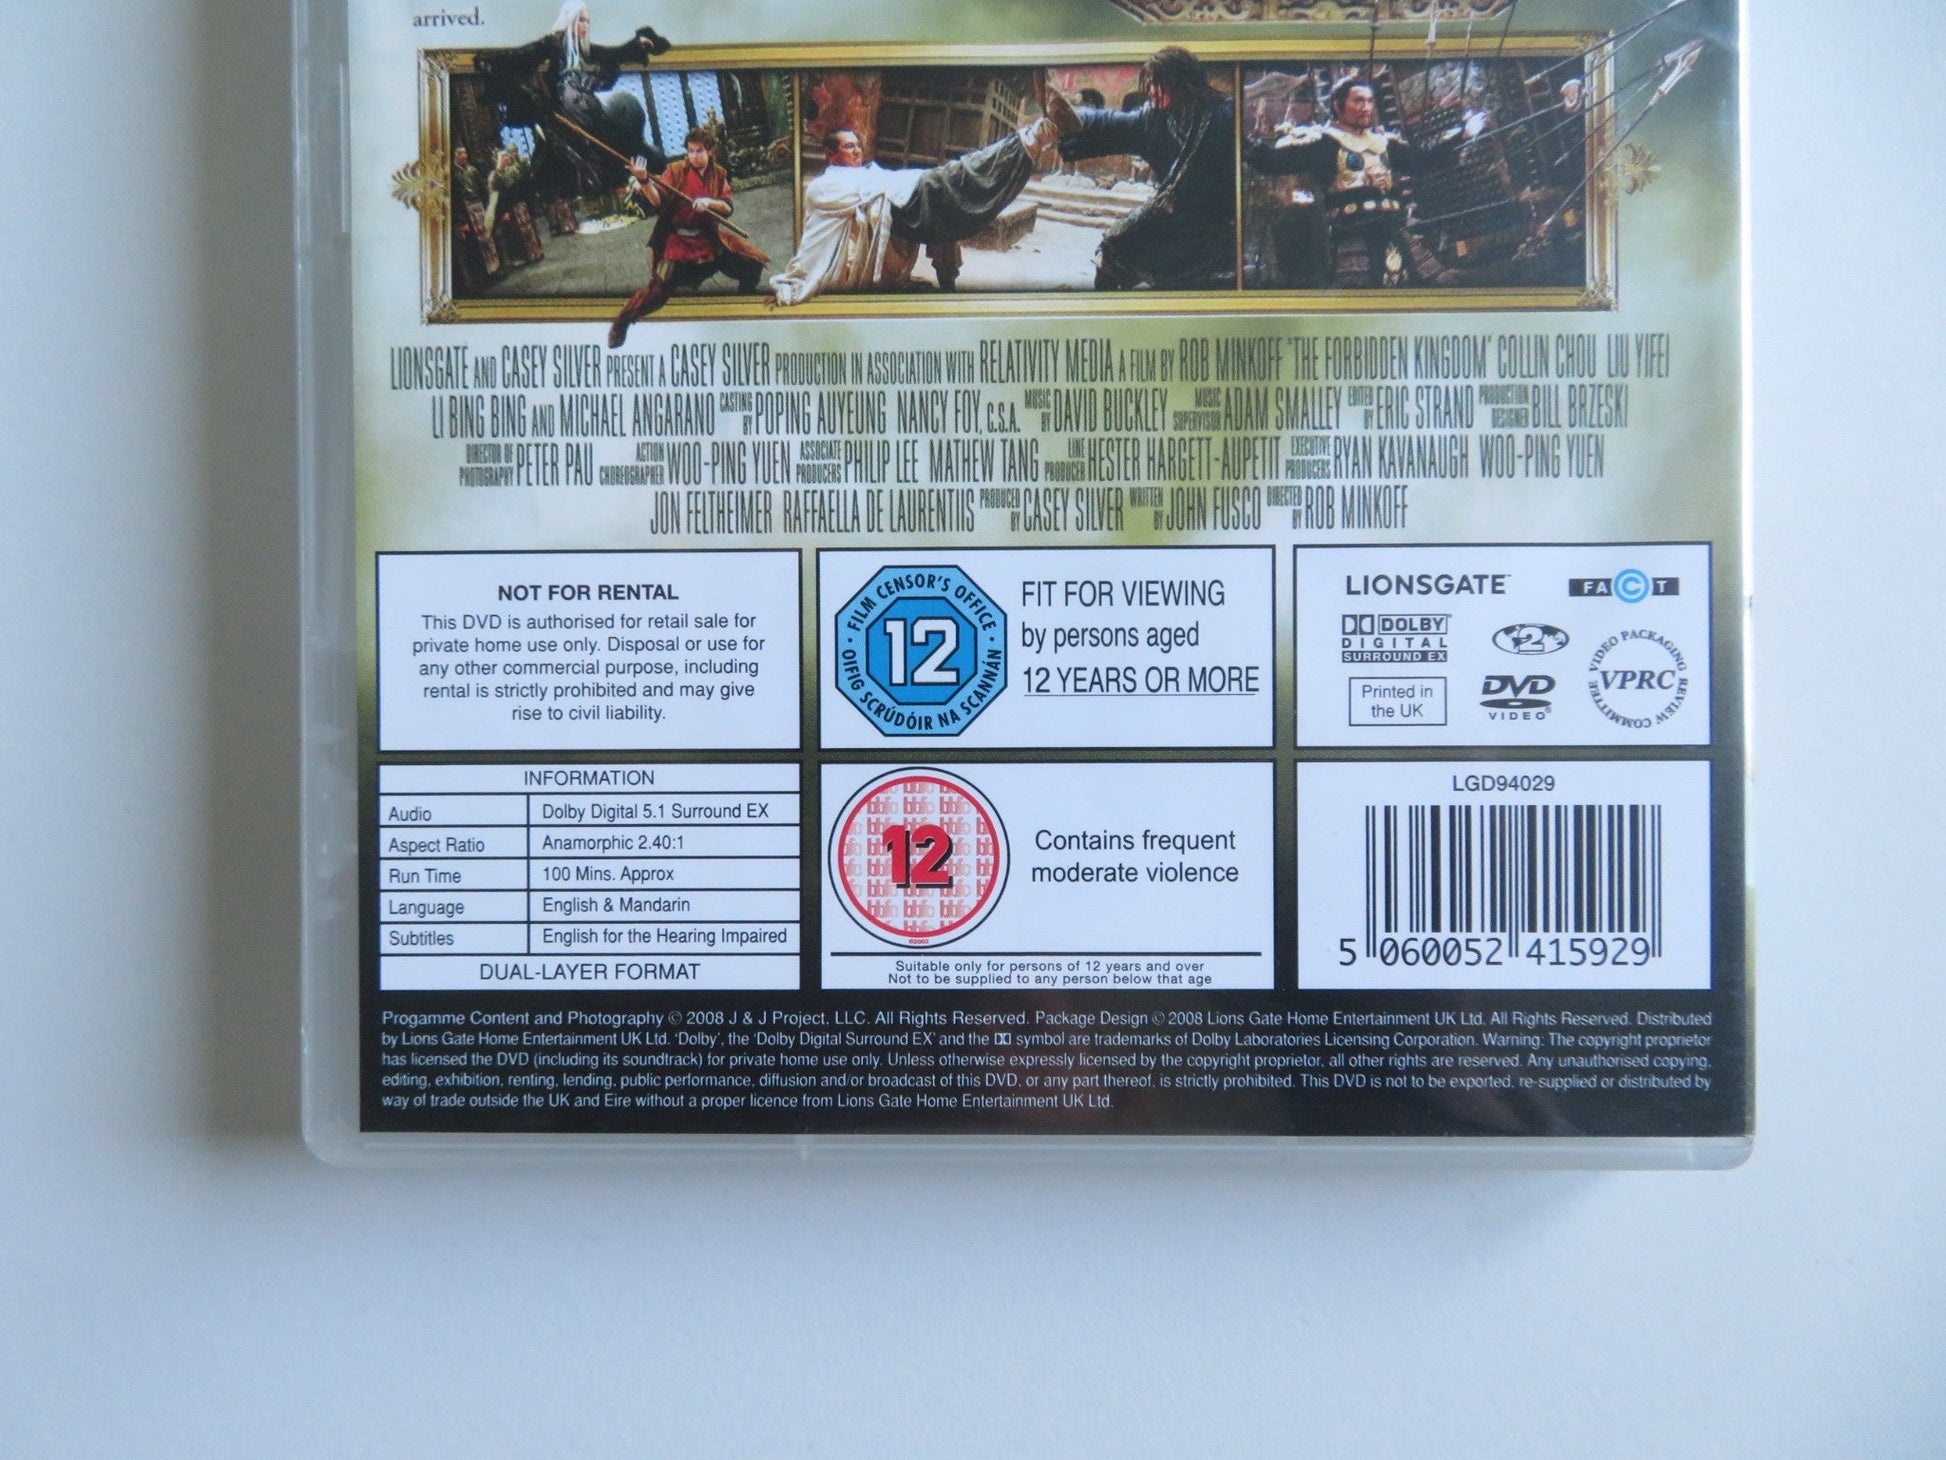 arrived.
LIONSGATE AND CASEY SILVER PRESENT A CASEY SILVER PRODUCTION IN ASSOCIATION WITH RELATIVITY MEDIA A FILM BY ROB MINKOFF "THE FORBIDDEN KINGDOM" COLLIN CHOU LIU YIFEI
LI BING BING AND MICHAEL ANGARANO CASTING BY POPING AUYEUNG NANCY FOY, C.S.A. MUSIC BY DAVID BUCKLEY MUSIC SUPERVISOR ADAM SMALLEY EDITED BY ERIC STRAND PRODUCTION DESIGNER BILL BRZESKI
DIRECTOR OF PHOTOGRAPHY PETER PAU ACTION CHOREOGRAPHER WOO-PING YUEN ASSOCIATE PRODUCERS PHILIP LEE MATHEW TANG LINE PRODUCER HESTER HARGETT-AUPETIT EXECUTIVE PRODUCERS RYAN KAVANAUGH WOO-PING YUEN
JON FELTHEIMER RAFFAELLA DE LAURENTIIS PRODUCED BY CASEY SILVER WRITTEN BY JOHN FUSCO DIRECTED BY ROB MINKOFF
NOT FOR RENTAL
This DVD is authorised for retail sale for
private home use only. Disposal or use for
any other commercial purpose, including
rental is strictly prohibited and may give
rise to civil liability.
FILM CENSOR'S OFFICE
12
OIFIG SCRÚDÓIR NA SCANNÁN
FIT FOR VIEWING
by persons aged
12 YEARS OR MORE
LIONSGATE
FACT
DOLBY
DIGITAL
SURROUND EX
2
Printed in
the UK
DVD
VIDEO
VIDEO PACKAGING REVIEW COMMITTEE
VPRC
INFORMATION
Audio Dolby Digital 5.1 Surround EX
Aspect Ratio Anamorphic 2.40:1
Run Time 100 Mins. Approx
Language English & Mandarin
Subtitles English for the Hearing Impaired
DUAL-LAYER FORMAT
12
©2002
Contains frequent
moderate violence
Suitable only for persons of 12 years and over
Not to be supplied to any person below that age
LGD94029
5 060052 415929
Progamme Content and Photography © 2008 J & J Project, LLC. All Rights Reserved. Package Design © 2008 Lions Gate Home Entertainment UK Ltd. All Rights Reserved. Distributed
by Lions Gate Home Entertainment UK Ltd. 'Dolby', the 'Dolby Digital Surround EX' and the DD symbol are trademarks of Dolby Laboratories Licensing Corporation. Warning: The copyright proprietor
has licensed the DVD (including its soundtrack) for private home use only. Unless otherwise expressly licensed by the copyright proprietor, all other rights are reserved. Any unauthorised copying,
editing, exhibition, renting, lending, public performance, diffusion and/or broadcast of this DVD, or any part thereof, is strictly prohibited. This DVD is not to be exported, re-supplied or distributed by
way of trade outside the UK and Eire without a proper licence from Lions Gate Home Entertainment UK Ltd.